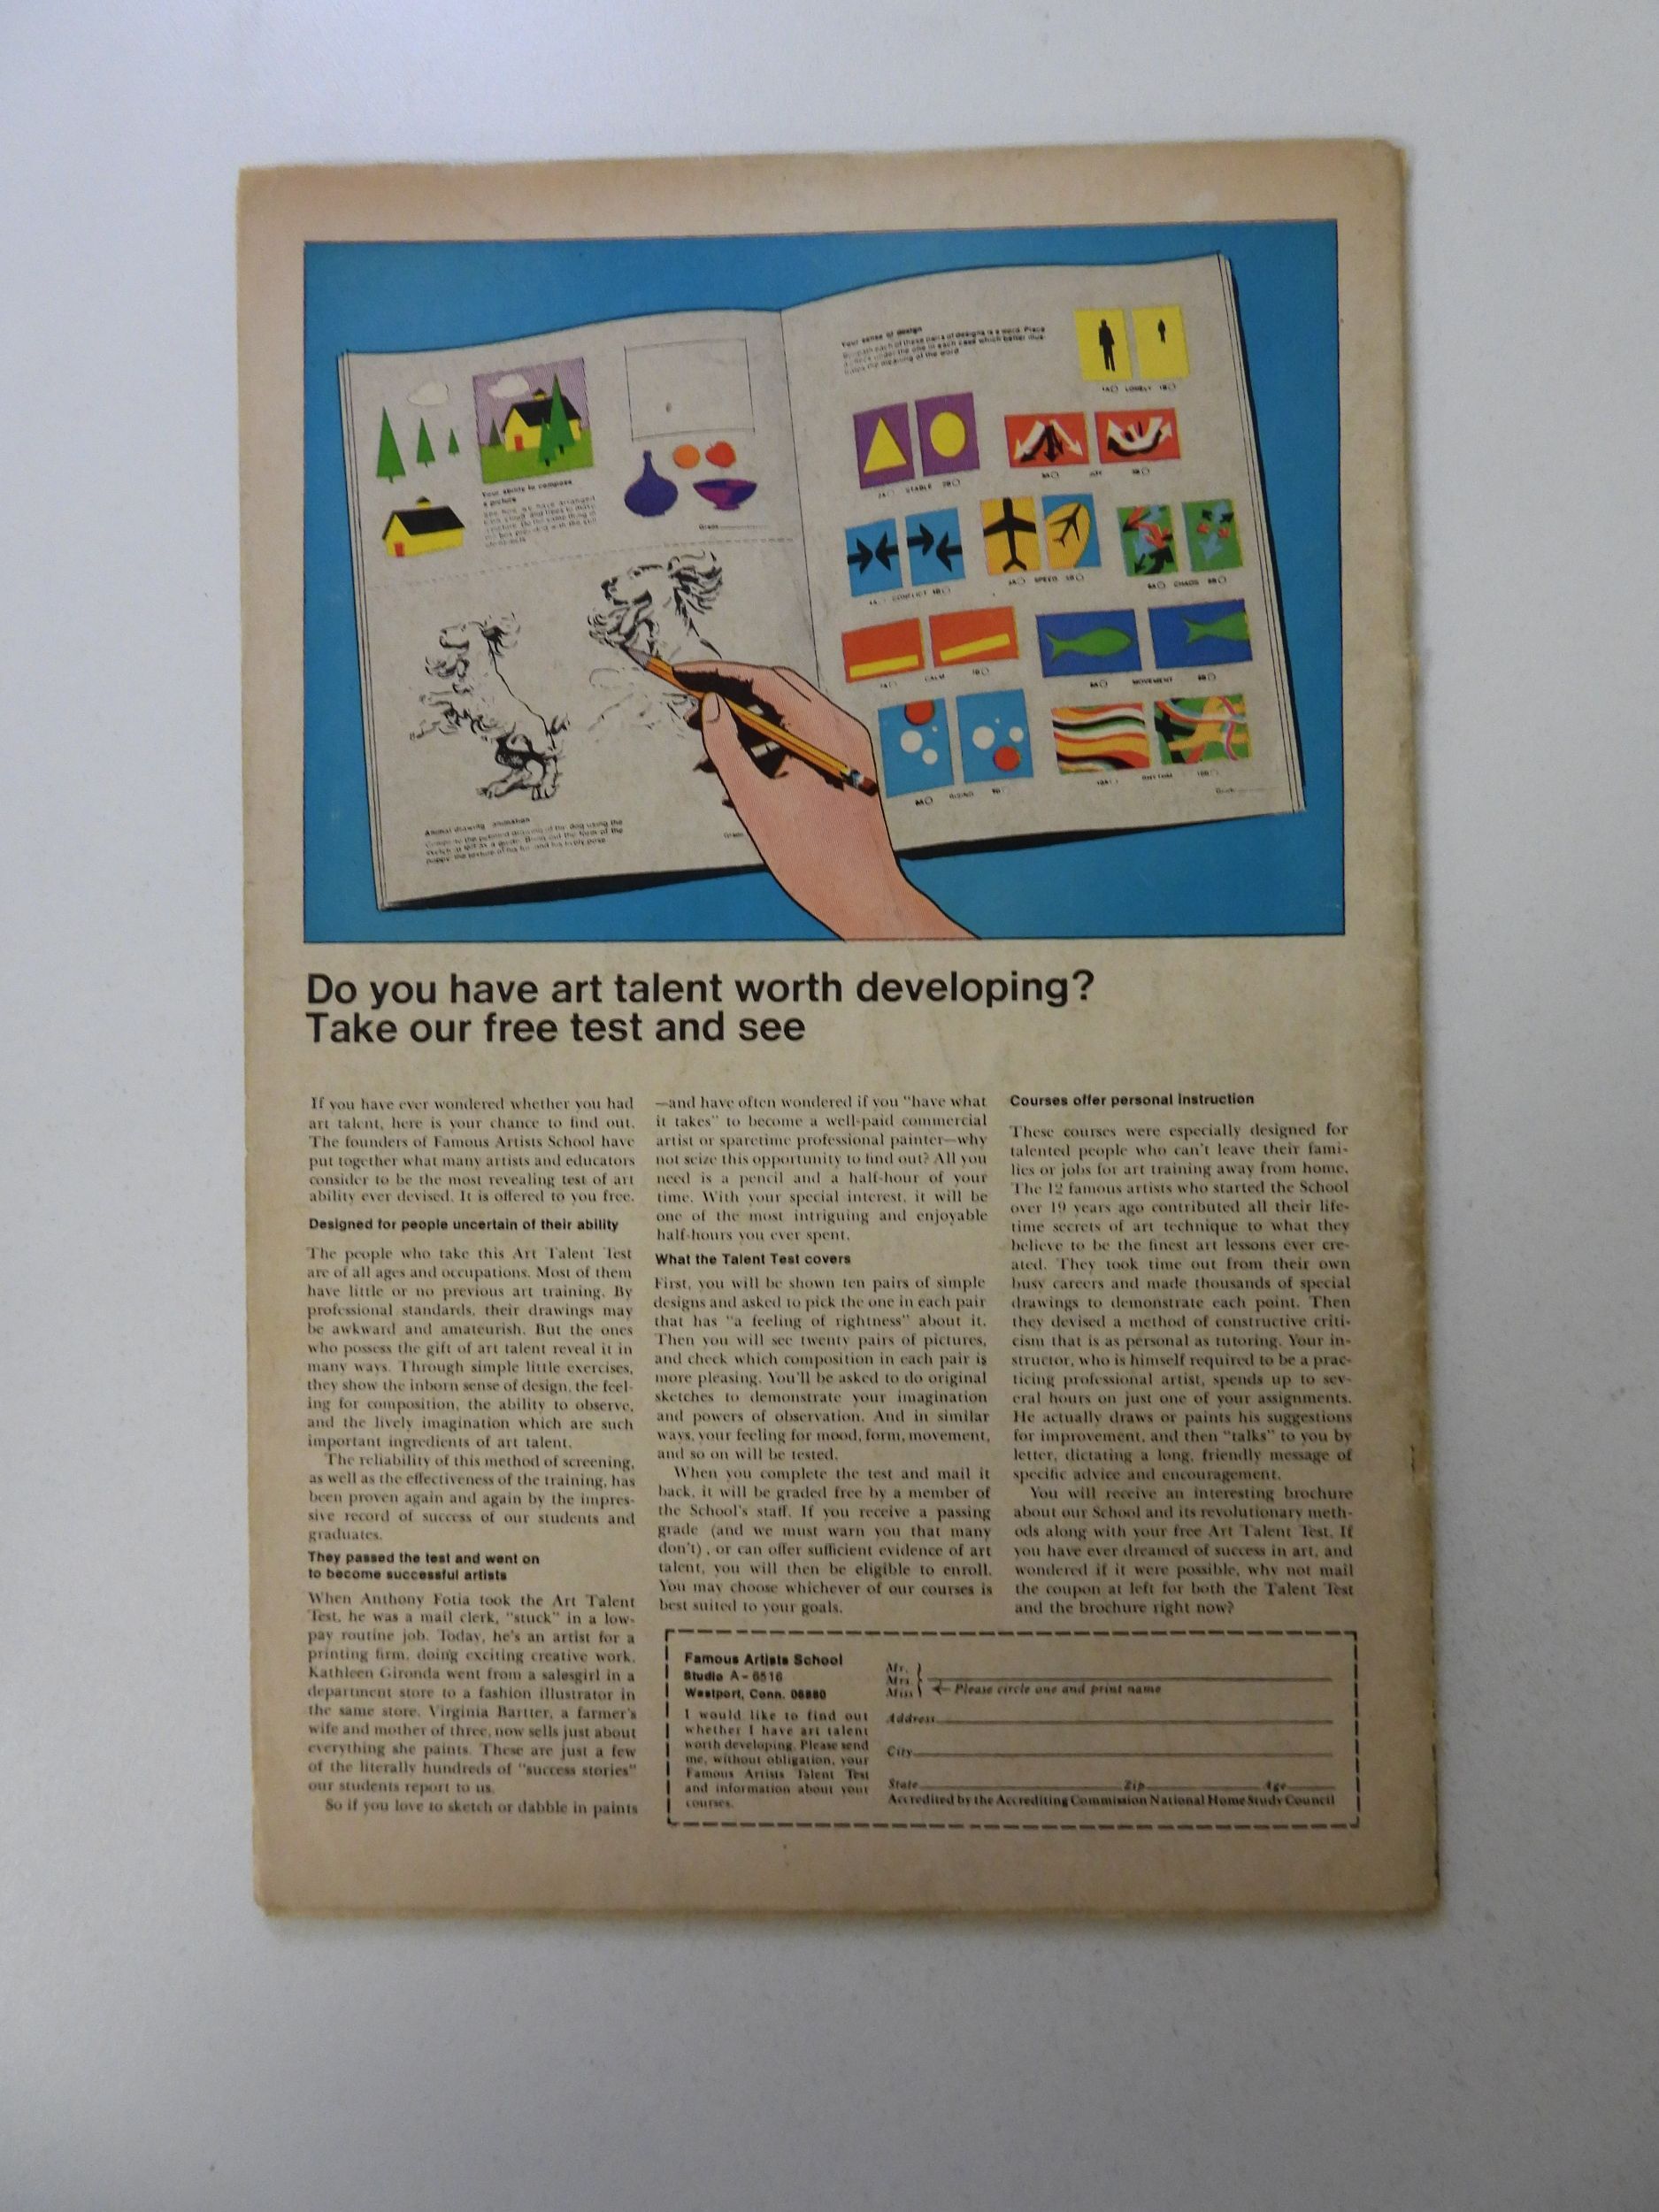 Your sense of design
Your ability to compose
a picture
LONELY
STABLE
JOY
CONFLICT
SPEED
CHAOS
CALM
MOVEMENT
RISING
RHYTHM
Animal drawing animation
Do you have art talent worth developing?
Take our free test and see
If you have ever wondered whether you had
art talent, here is your chance to find out.
The founders of Famous Artists School have
put together what many artists and educators
consider to be the most revealing test of art
ability ever devised. It is offered to you free.
Designed for people uncertain of their ability
The people who take this Art Talent Test
are of all ages and occupations. Most of them
have little or no previous art training. By
professional standards, their drawings may
be awkward and amateurish. But the ones
who possess the gift of art talent reveal it in
many ways. Through simple little exercises,
they show the inborn sense of design, the feel-
ing for composition, the ability to observe,
and the lively imagination which are such
important ingredients of art talent.
The reliability of this method of screening,
as well as the effectiveness of the training, has
been proven again and again by the impres-
sive record of success of our students and
graduates.
They passed the test and went on
to become successful artists
When Anthony Fotia took the Art Talent
Test, he was a mail clerk, "stuck" in a low-
pay routine job. Today, he's an artist for a
printing firm, doing exciting creative work.
Kathleen Gironda went from a salesgirl in a
department store to a fashion illustrator in
the same store. Virginia Bartter, a farmer's
wife and mother of three, now sells just about
everything she paints. These are just a few
of the literally hundreds of "success stories"
our students report to us.
So if you love to sketch or dabble in paints
—and have often wondered if you "have what
it takes" to become a well-paid commercial
artist or sparetime professional painter—why
not seize this opportunity to find out? All you
need is a pencil and a half-hour of your
time. With your special interest, it will be
one of the most intriguing and enjoyable
half-hours you ever spent.
What the Talent Test covers
First, you will be shown ten pairs of simple
designs and asked to pick the one in each pair
that has "a feeling of rightness" about it.
Then you will see twenty pairs of pictures,
and check which composition in each pair is
more pleasing. You'll be asked to do original
sketches to demonstrate your imagination
and powers of observation. And in similar
ways, your feeling for mood, form, movement,
and so on will be tested.
When you complete the test and mail it
back, it will be graded free by a member of
the School's staff. If you receive a passing
grade (and we must warn you that many
don't), or can offer sufficient evidence of art
talent, you will then be eligible to enroll.
You may choose whichever of our courses is
best suited to your goals.
Courses offer personal instruction
These courses were especially designed for
talented people who can't leave their fami-
lies or jobs for art training away from home.
The 12 famous artists who started the School
over 19 years ago contributed all their life-
time secrets of art technique to what they
believe to be the finest art lessons ever cre-
ated. They took time out from their own
busy careers and made thousands of special
drawings to demonstrate each point. Then
they devised a method of constructive criti-
cism that is as personal as tutoring. Your in-
structor, who is himself required to be a prac-
ticing professional artist, spends up to sev-
eral hours on just one of your assignments.
He actually draws or paints his suggestions
for improvement, and then "talks" to you by
letter, dictating a long, friendly message of
specific advice and encouragement.
You will receive an interesting brochure
about our School and its revolutionary meth-
ods along with your free Art Talent Test. If
you have ever dreamed of success in art, and
wondered if it were possible, why not mail
the coupon at left for both the Talent Test
and the brochure right now?
Famous Artists School
Studio A-6516
Westport, Conn. 06880
I would like to find out
whether I have art talent
worth developing. Please send
me, without obligation, your
Famous Artists Talent Test
and information about your
courses.
Mr.
Mrs.
Miss
Please circle one and print name
Address
City
State Zip Age
Accredited by the Accrediting Commission National Home Study Council